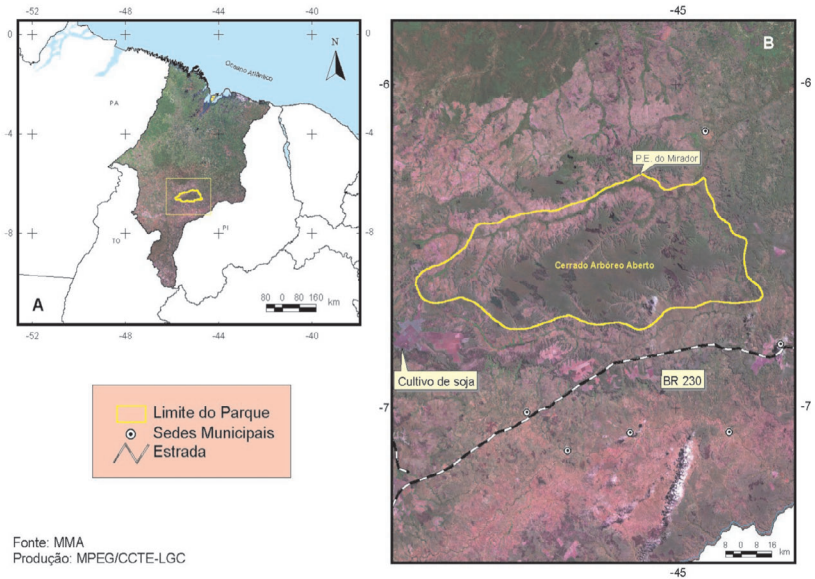 -52
-48
-44
-40
0
0
N
Oceano Atlântico
PA
-4
-4
TO
PI
-8
-8
A
80 0 80 160 km
-52
-48
-44
-40
-45
B
-6
-6
P.E. do Mirador
Cerrado Arbóreo Aberto
Cultivo de soja
BR 230
-7
-7
8 0 8 16
km
-45
Limite do Parque
Sedes Municipais
Estrada
Fonte: MMA
Produção: MPEG/CCTE-LGC